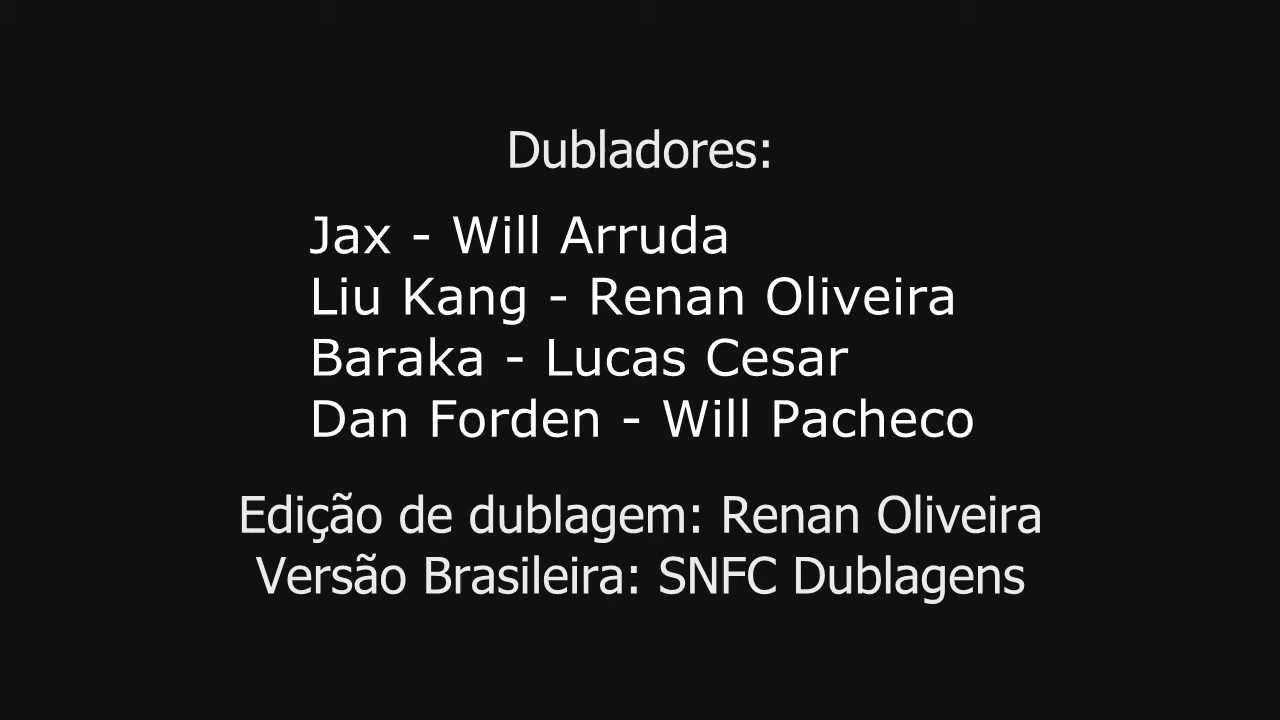 Dubladores:
Jax - Will Arruda
Liu Kang - Renan Oliveira
Baraka - Lucas Cesar
Dan Forden - Will Pacheco
Edição de dublagem: Renan Oliveira
Versão Brasileira: SNFC Dublagens